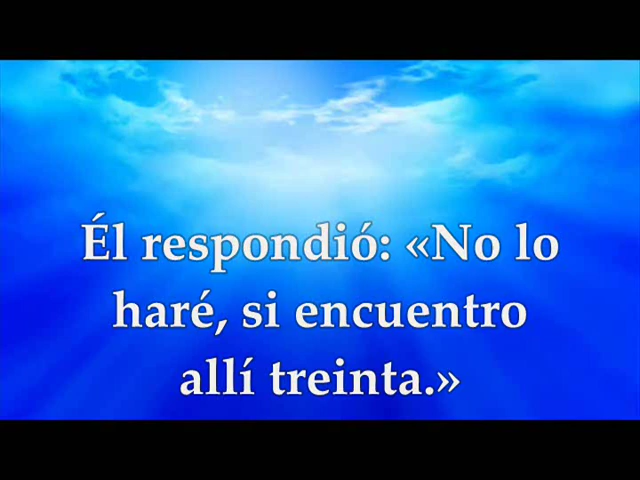 Él respondió: «No lo
haré, si encuentro
allí treinta.»